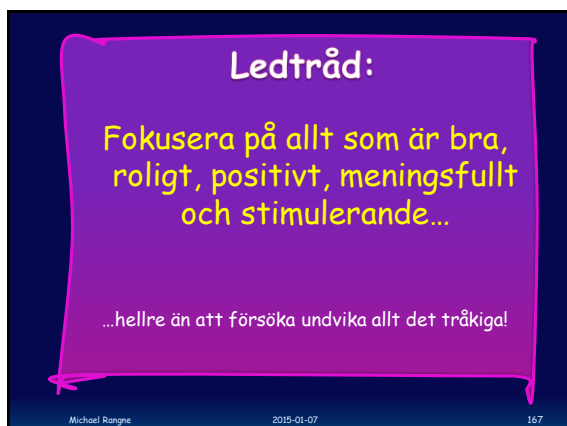 Ledtråd:
Fokusera på allt som är bra,
roligt, positivt, meningsfullt
och stimulerande…
…hellre än att försöka undvika allt det tråkiga!
Michael Rangne 2015-01-07 167